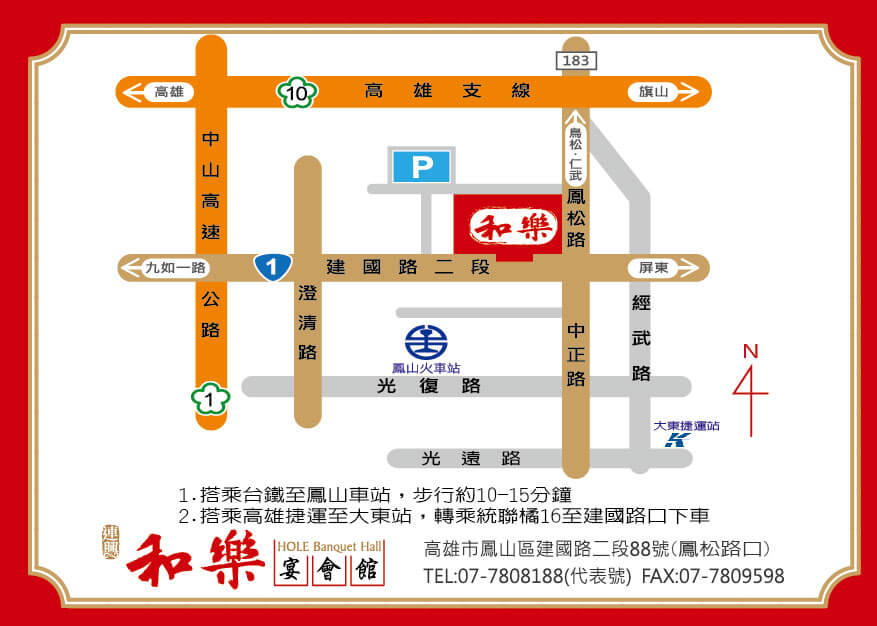 183
高雄
10
高雄支線
旗山
中山高速公路
P
鳥松·仁武
鳳松路
和樂
九如一路
1
建國路二段
屏東
澄清路
鳳山火車站
中正路
經武路
光復路
1
N
大東捷運站
光遠路
1.搭乘台鐵至鳳山車站，步行約10-15分鐘
2.搭乘高雄捷運至大東站，轉乘統聯橘16至建國路口下車
連興
和樂
HOLE Banquet Hall
宴會館
高雄市鳳山區建國路二段88號(鳳松路口)
TEL:07-7808188(代表號) FAX:07-7809598